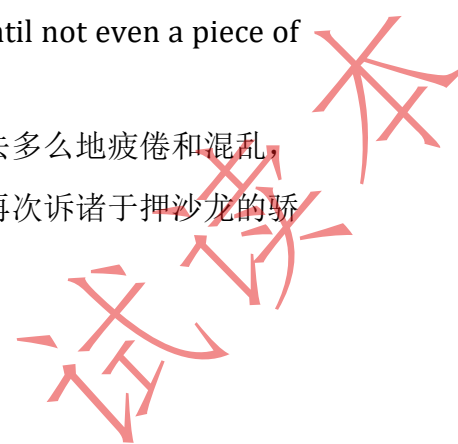 ntil not even a piece of
去多么地疲倦和混乱，
再次诉诸于押沙龙的骄
试读本